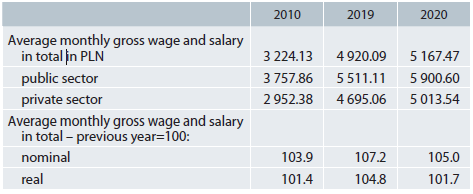 2010 2019 2020
Average monthly gross wage and salary
in total in PLN 3 224.13 4 920.09 5 167.47
public sector 3 757.86 5 511.11 5 900.60
private sector 2 952.38 4 695.06 5 013.54
Average monthly gross wage and salary
in total – previous year=100:
nominal 103.9 107.2 105.0
real 101.4 104.8 101.7